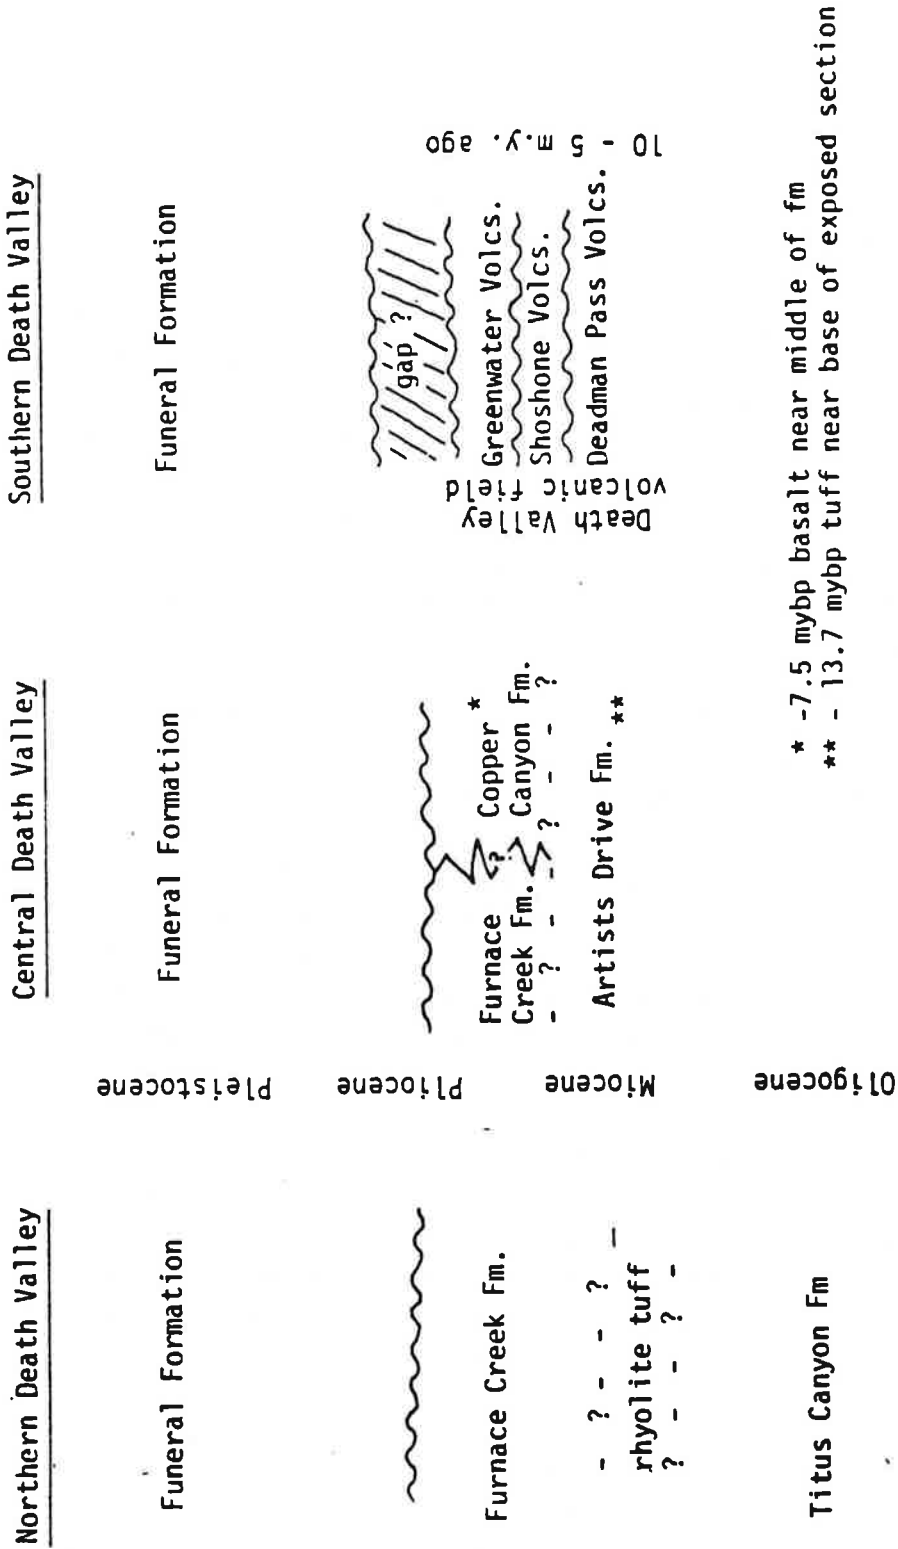 Northern Death Valley
Funeral Formation
Furnace Creek Fm.
- ? - - ? —
rhyolite tuff
? - - ? -
Titus Canyon Fm
Pleistocene
Pliocene
Miocene
Oligocene
Central Death Valley
Funeral Formation
Furnace
Creek Fm.
?
Copper *
Canyon Fm.
- ? - - ? - - ?
Artists Drive Fm. **
Southern Death Valley
Funeral Formation
gap ?
Death Valley
volcanic field
Greenwater Volcs.
Shoshone Volcs.
Deadman Pass Volcs.
10 - 5 m.y. ago
* -7.5 mybp basalt near middle of fm
** - 13.7 mybp tuff near base of exposed section